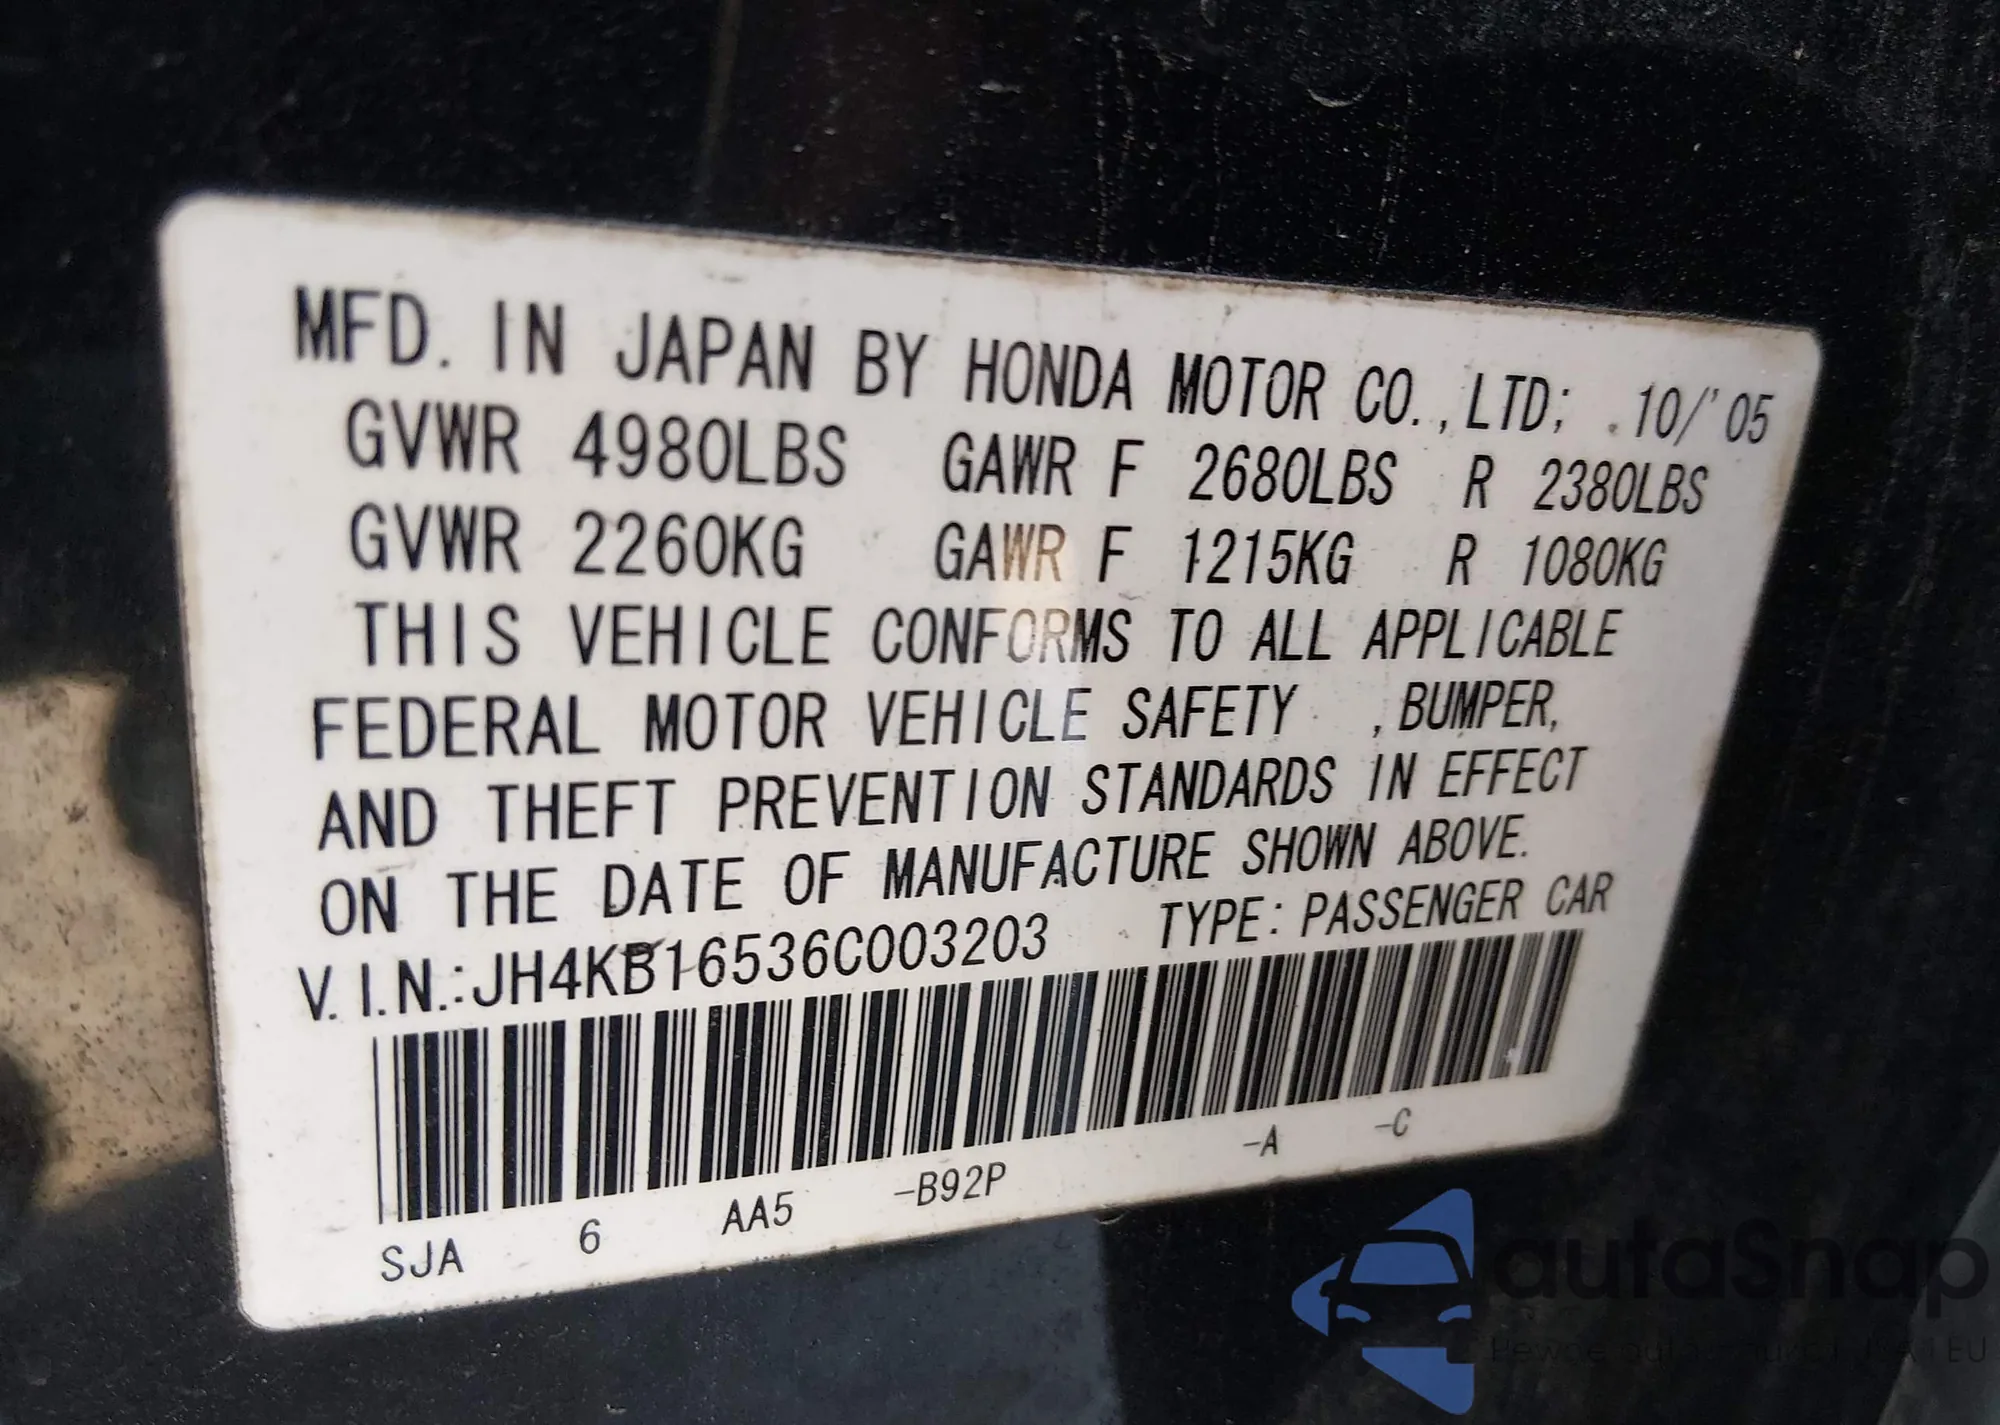 MFD. IN JAPAN BY HONDA MOTOR CO.,LTD; .10/'05
GVWR 4980LBS GAWR F 2680LBS R 2380LBS
GVWR 2260KG GAWR F 1215KG R 1080KG
THIS VEHICLE CONFORMS TO ALL APPLICABLE
FEDERAL MOTOR VEHICLE SAFETY , BUMPER,
AND THEFT PREVENTION STANDARDS IN EFFECT
ON THE DATE OF MANUFACTURE SHOWN ABOVE.
V.I.N.:JH4KB16536C003203 TYPE: PASSENGER CAR
SJA 6 AA5 -B92P -A -C
autaSnap